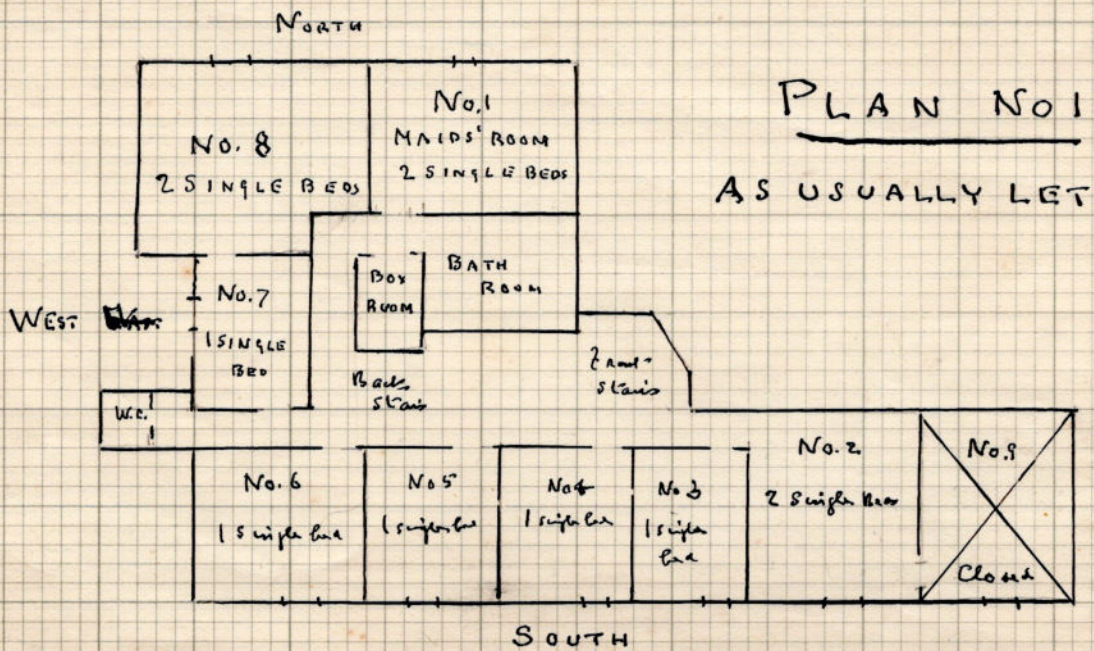 NORTH
PLAN No 1
AS USUALLY LET
No. 8
2 SINGLE BEDS
No. 1
MAIDS' ROOM
2 SINGLE BEDS
WEST
No. 7
1 SINGLE
BED
BOX
ROOM
BATH
ROOM
W.C.
Back
stairs
Front
stairs
No. 6
1 single bed
No 5
1 single bed
No 4
1 single bed
No 3
1 single
bed
No. 2
2 Single Beds
No. 9
Closed
SOUTH